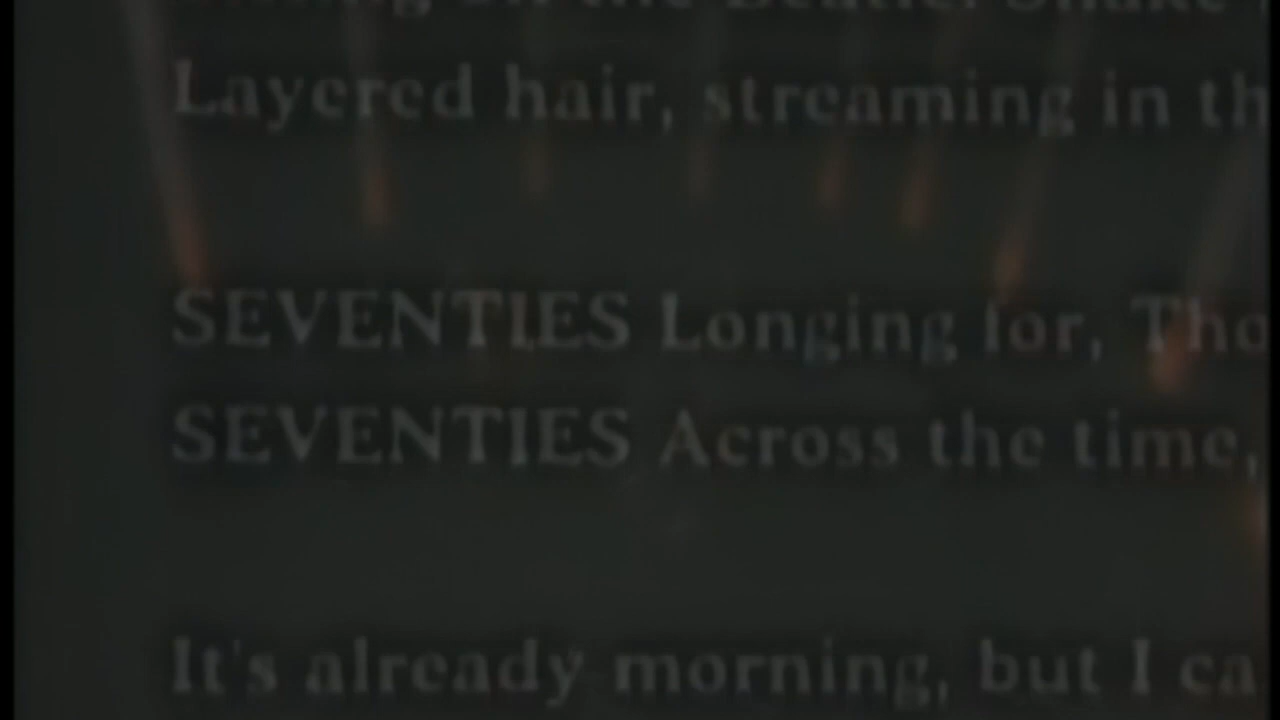 Layered hair, streaming in th
SEVENTIES Longing for, Tho
SEVENTIES Across the time,
It's already morning, but I ca